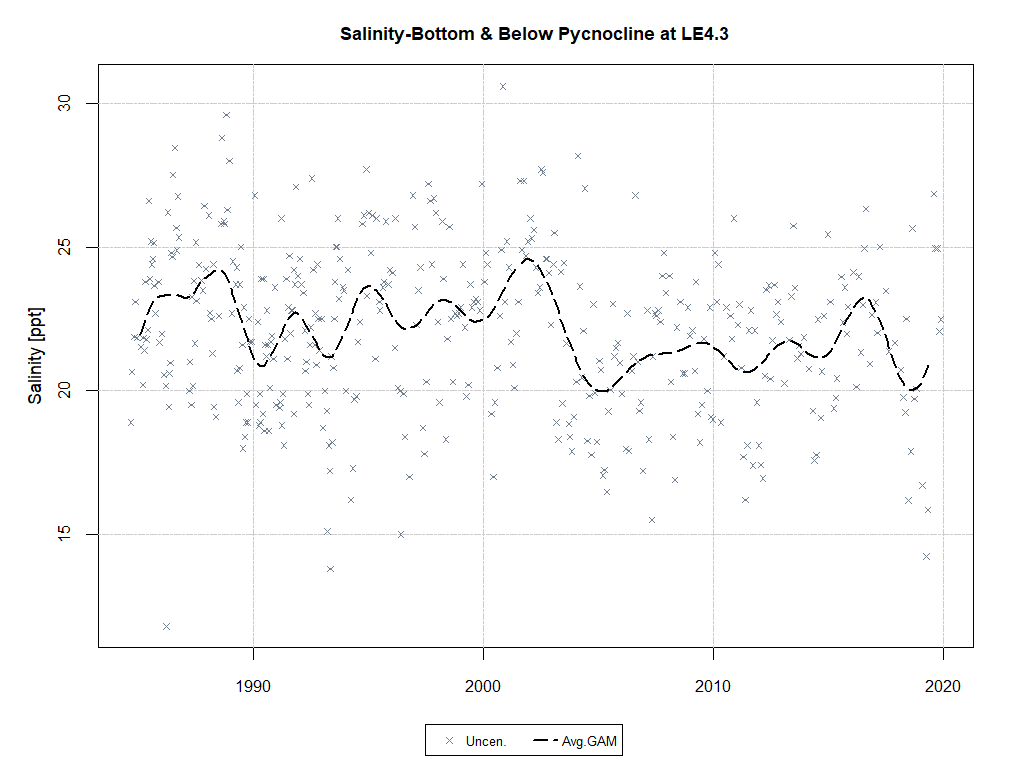 Salinity-Bottom & Below Pycnocline at LE4.3
Salinity [ppt]
30
25
20
15
1990 2000 2010 2020
Uncen. Avg.GAM